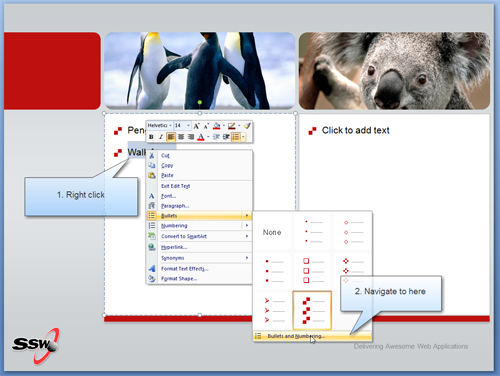 Pen
Click to add text
Helvetica 14
Walk
B I
Cut
Copy
Paste
1. Right click
Exit Edit Text
Font...
Paragraph...
Bullets
Numbering
Convert to SmartArt
Hyperlink...
Synonyms
Format Text Effects...
Format Shape...
None
2. Navigate to here
Bullets and Numbering...
SSW
Delivering Awesome Web Applications